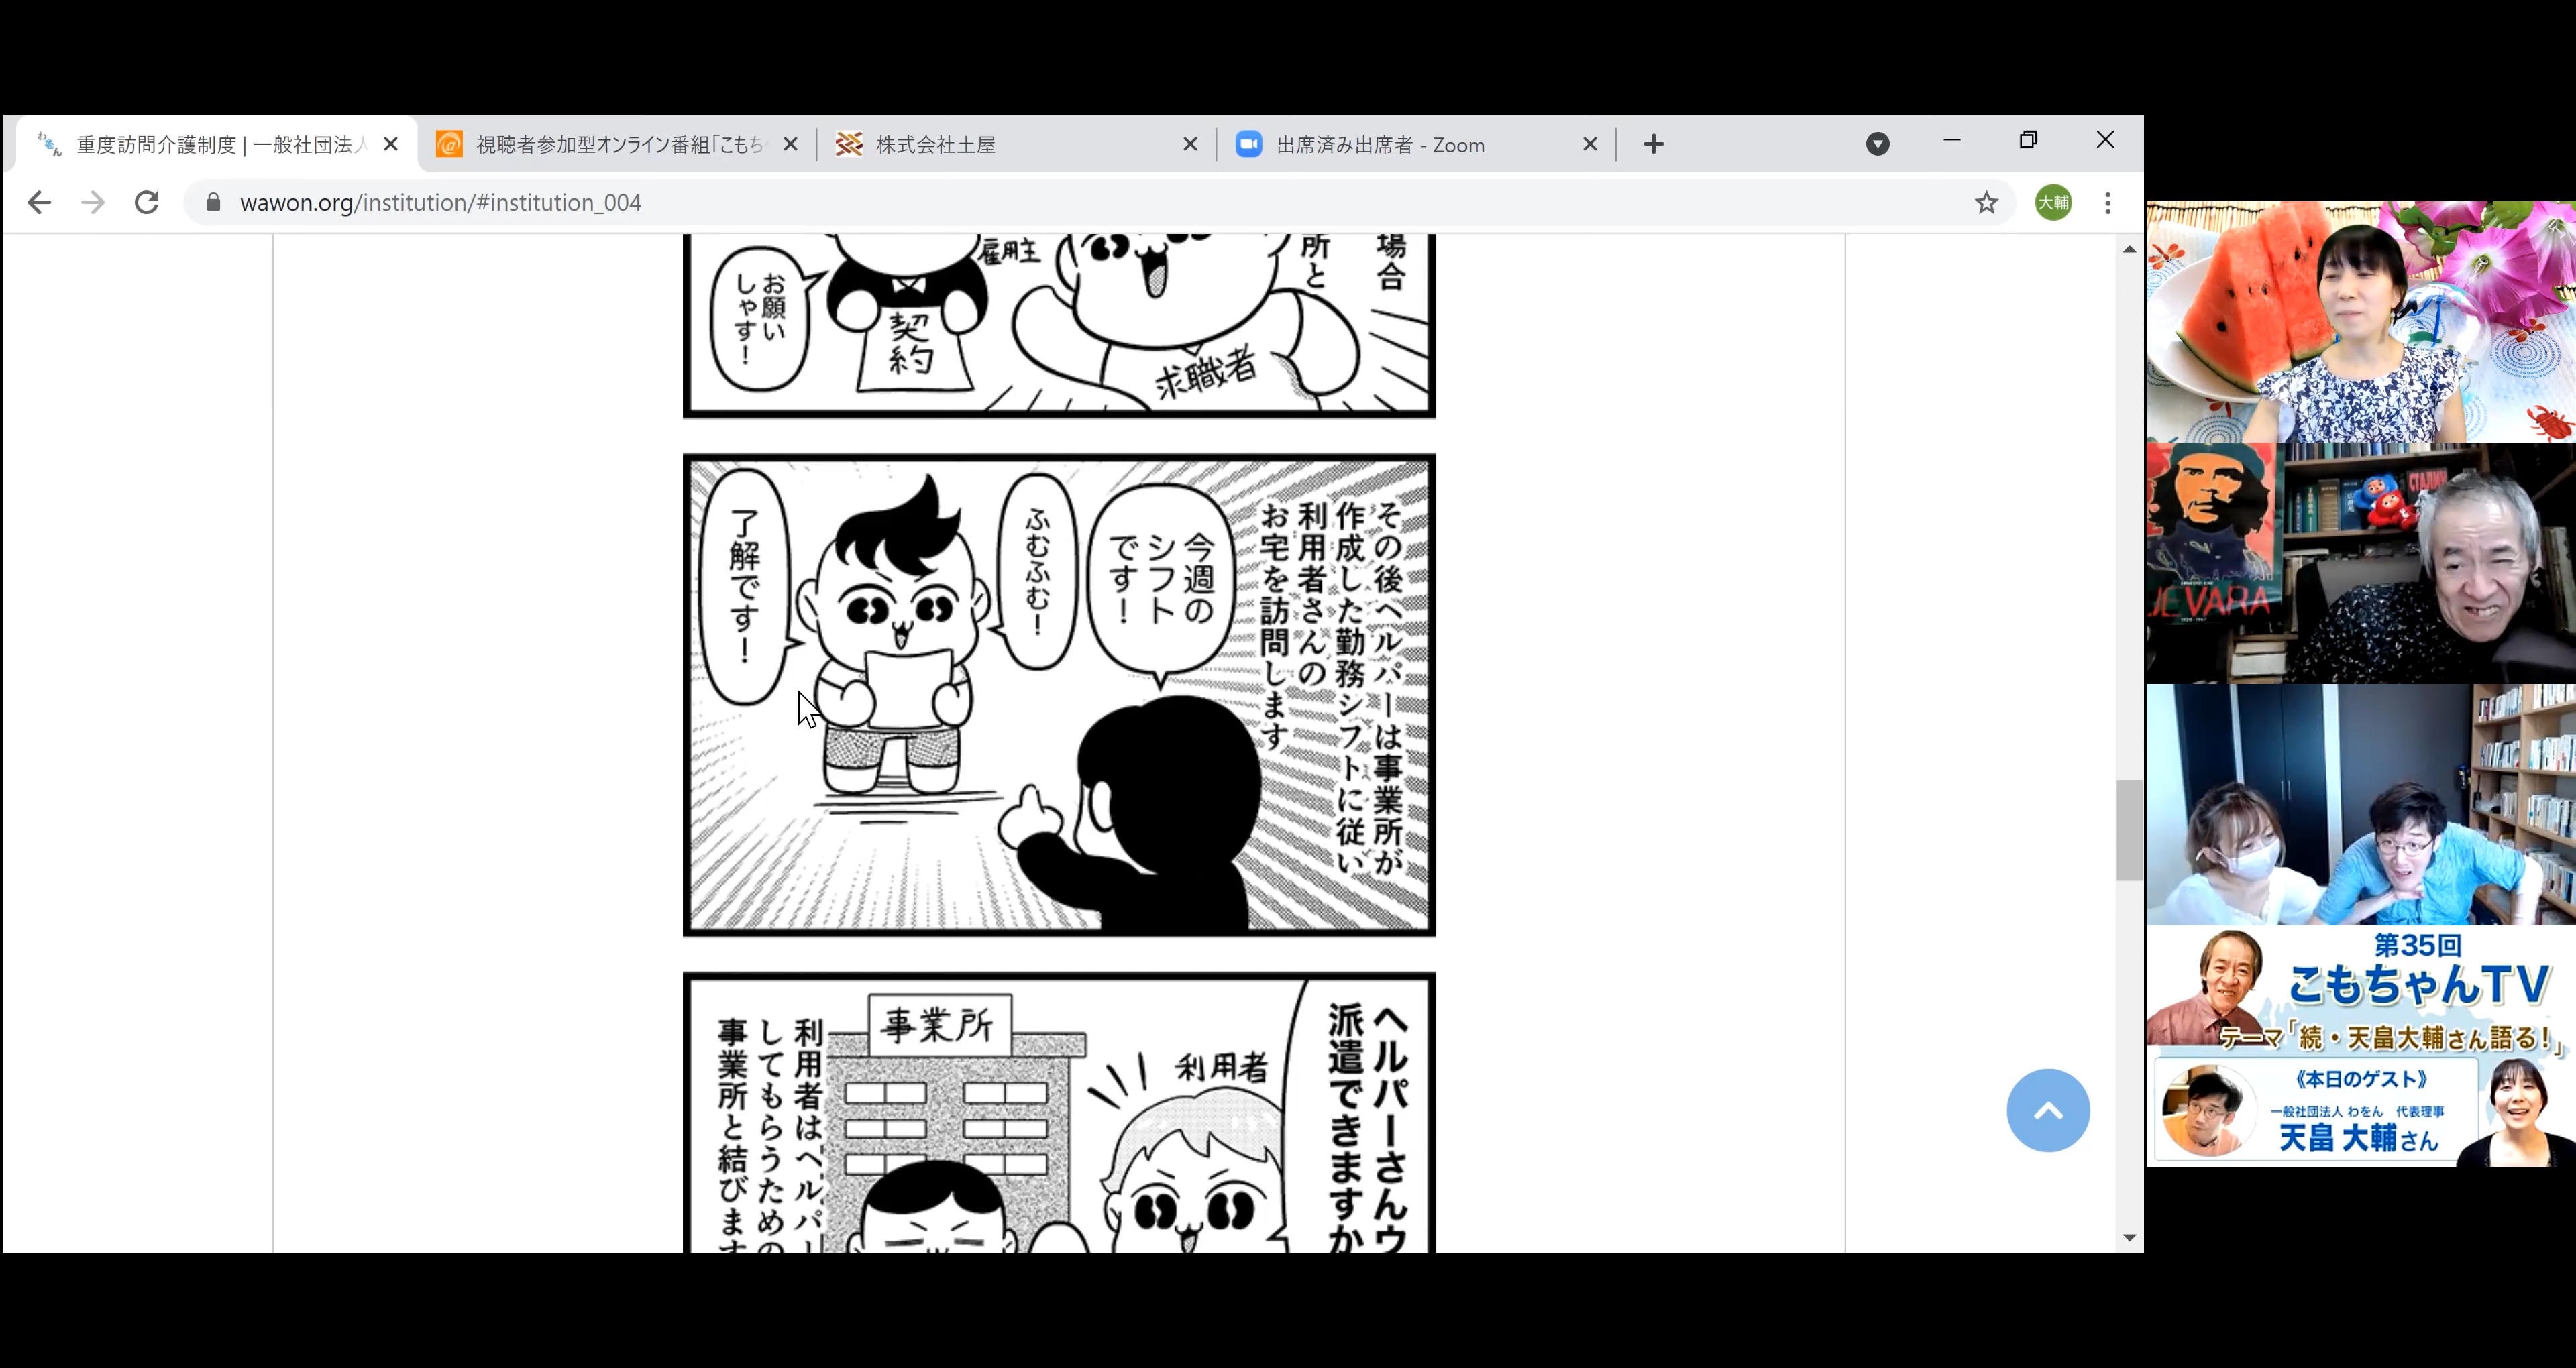 重度訪問介護制度 | 一般社団法人
視聴者参加型オンライン番組「こもち
株式会社土屋
出席済み出席者 - Zoom
wawon.org/institution/#institution_004
大輔
場合
所と
雇用主
お願い
しゃす!
契約
求職者
その後ヘルパーは事業所が
作成した勤務シフトに従い
利用者さんの
お宅を訪問します
今週の
シフト
です!
ふむふむ!
了解です!
ヘルパーさんウ
派遣できますか
利用者
事業所
利用者はヘルパー
してもらうための
事業所と結びます
第35回
こもちゃんTV
テーマ「続・天畠大輔さん語る!」
《本日のゲスト》
一般社団法人 わをん 代表理事
天畠 大輔さん